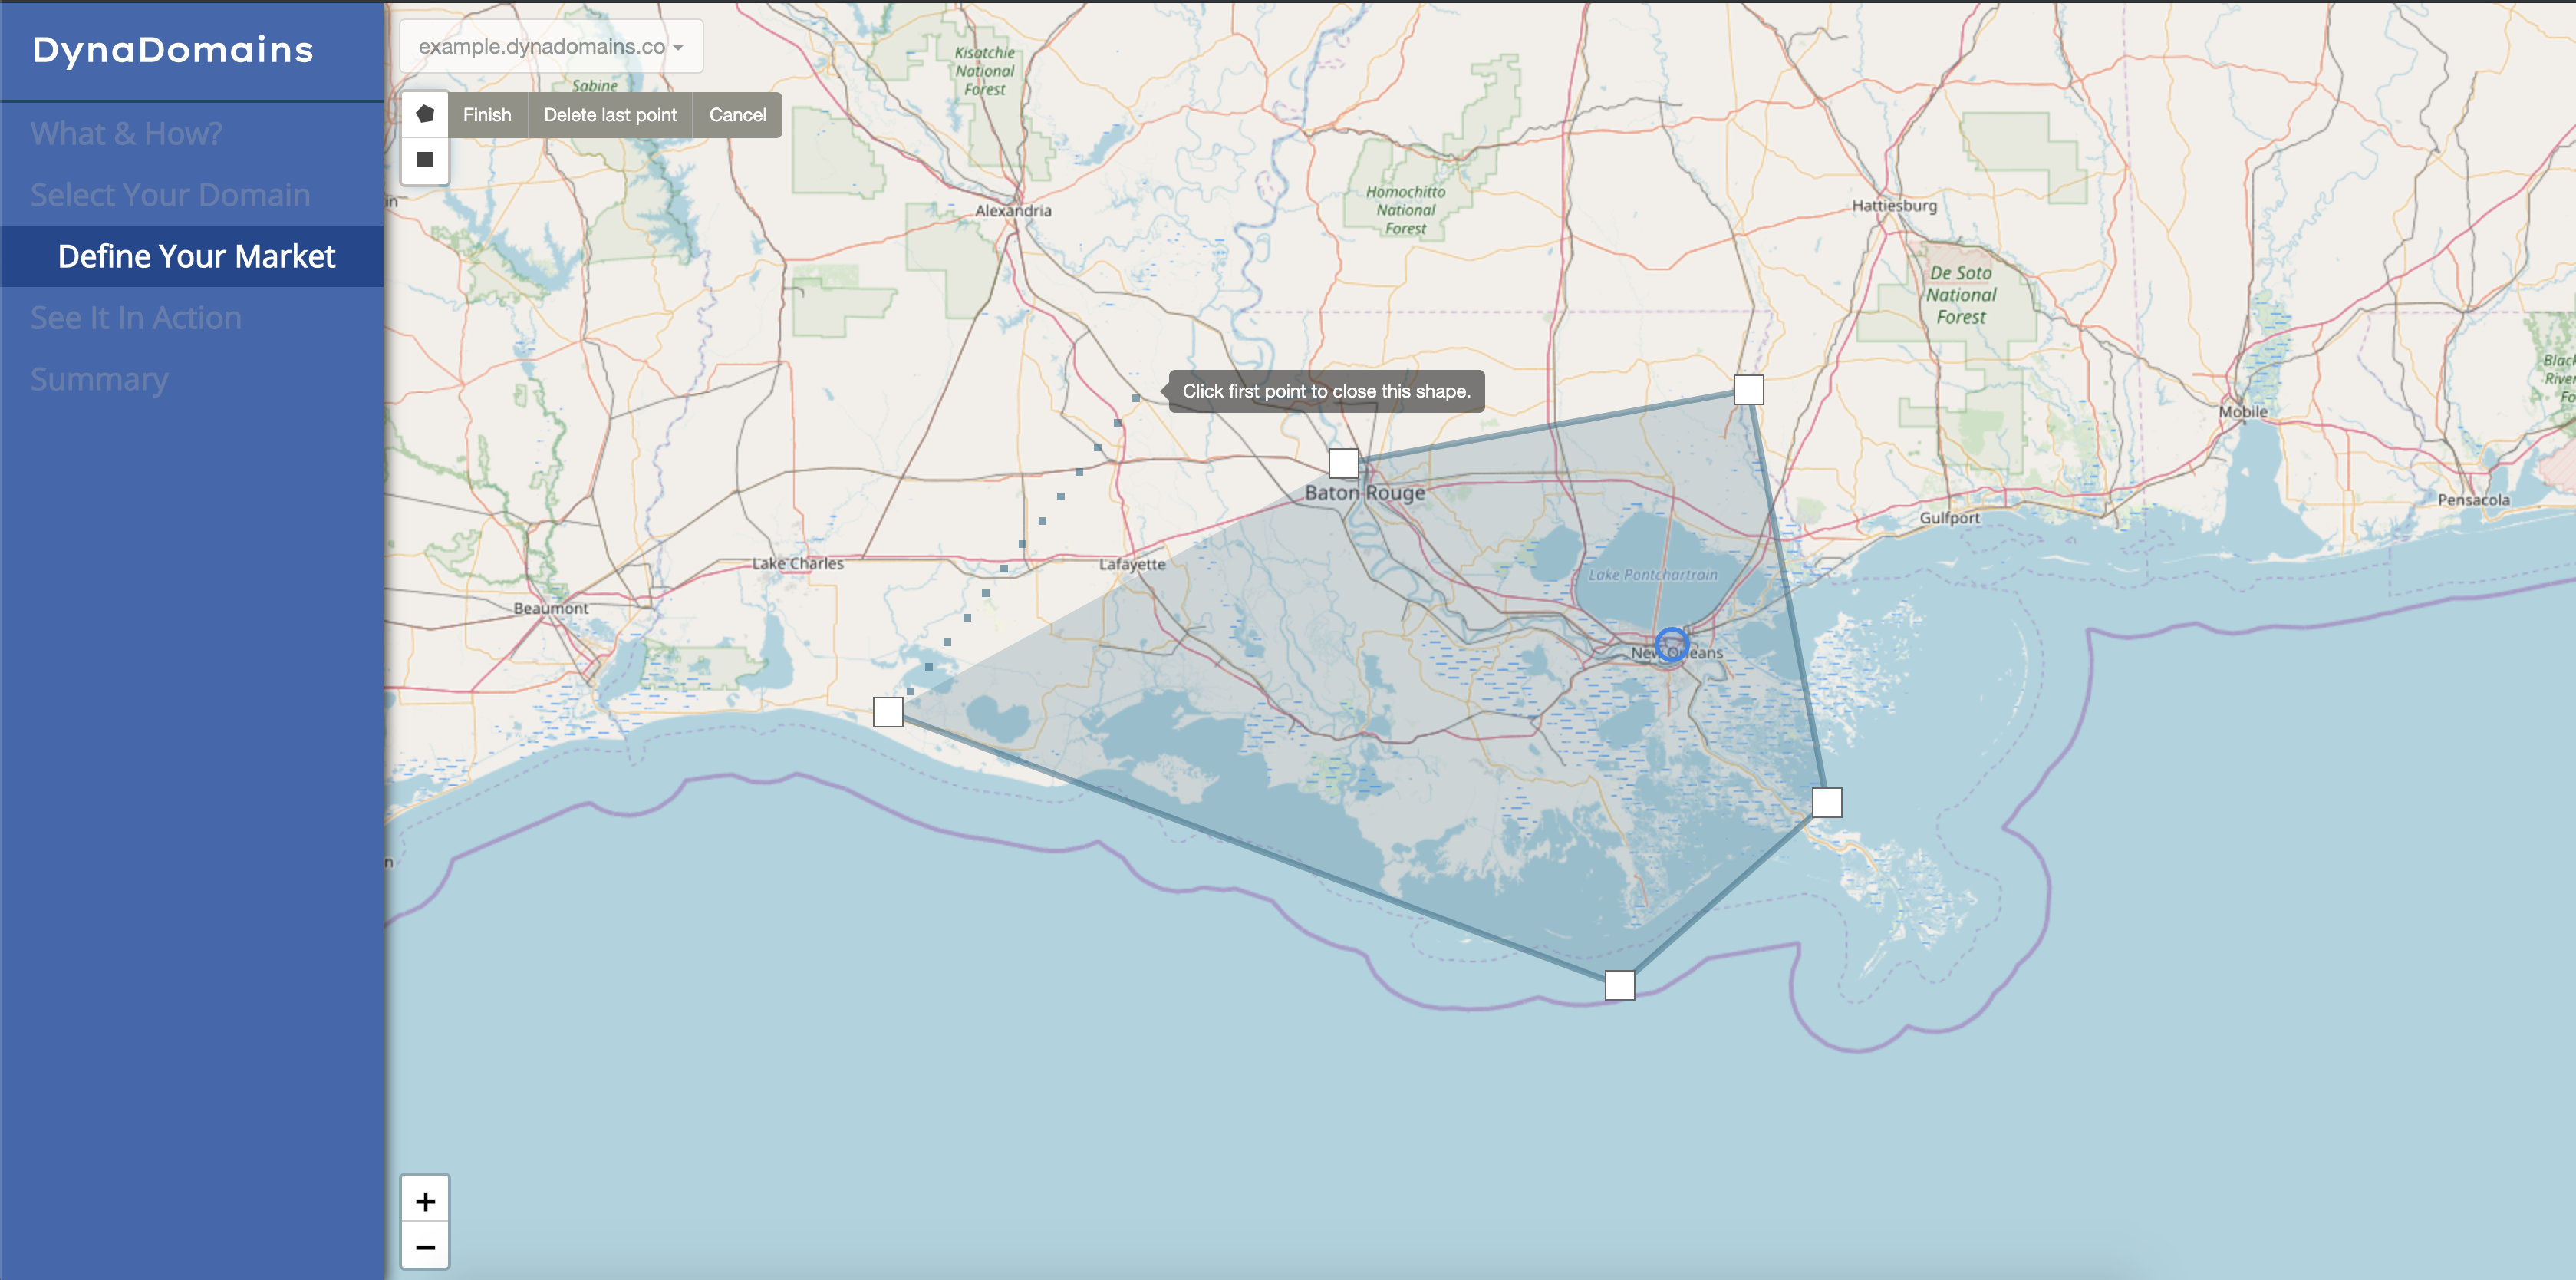 DynaDomains
What & How?
Select Your Domain
Define Your Market
See It In Action
Summary
example.dynadomains.co
Finish
Delete last point
Cancel
Sabine
Kisatchie
National
Forest
Alexandria
Homochitto
National
Forest
Hattiesburg
De Soto
National
Forest
Click first point to close this shape.
Mobile
Baton Rouge
Pensacola
Gulfport
Lake Charles
Lafayette
Lake Pontchartrain
Beaumont
New Orleans
+
−